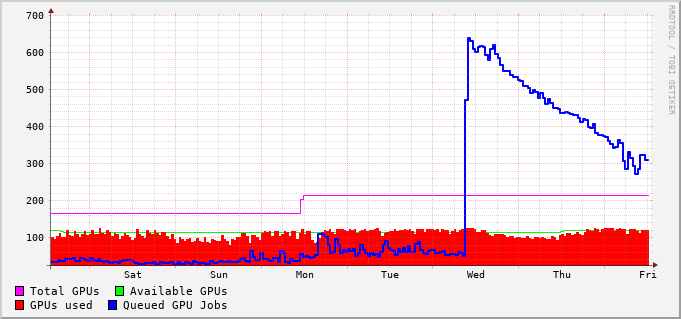 700
600
500
400
300
200
100
Sat Sun Mon Tue Wed Thu Fri
Total GPUs Available GPUs
GPUs used Queued GPU Jobs
RRDTOOL / TOBI OETIKER